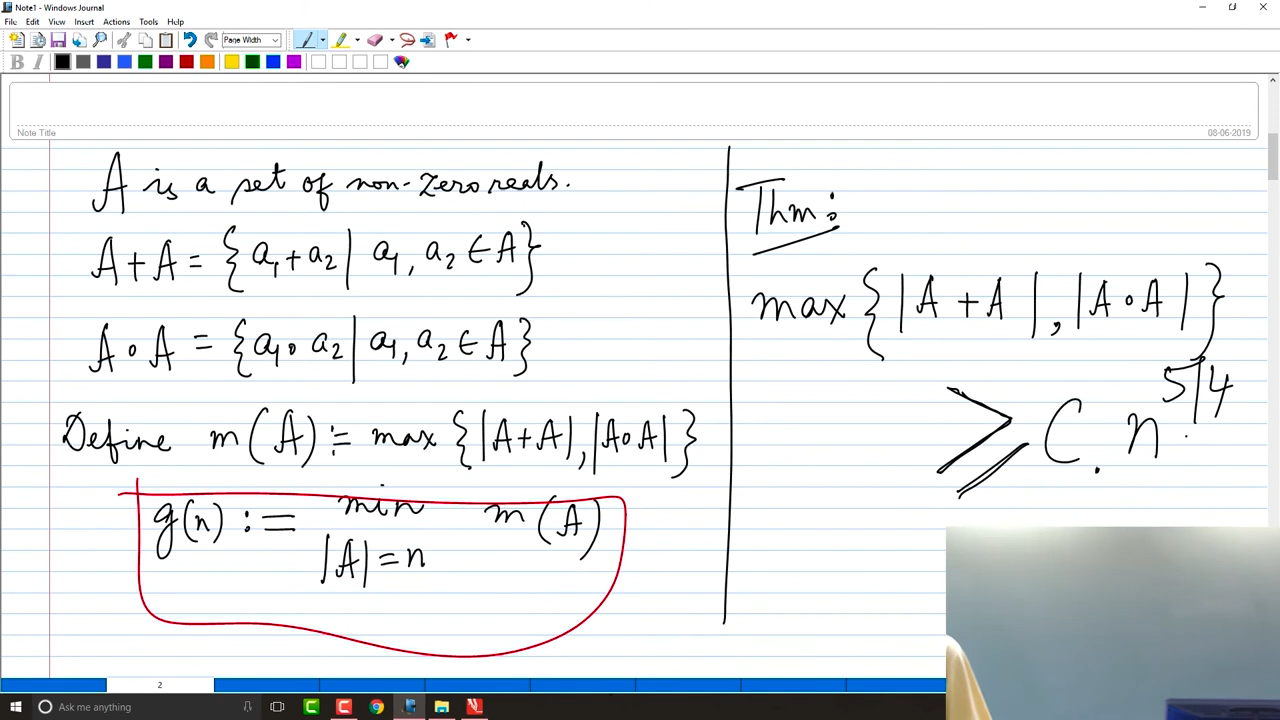 Note1 - Windows Journal
File Edit View Insert Actions Tools Help
Page Width
B I
Note Title
08-06-2019
A is a set of non-zero reals.
A+A = {a₁+a₂| a₁, a₂ ∈ A}
A∘A = {a₁∘a₂| a₁, a₂ ∈ A}
Define m(A) := max {|A+A|, |A∘A|}
g(n) := min m(A)
|A|=n
Thm:
max{|A+A|, |A∘A|}
≥ C. n^5/4
2
Ask me anything